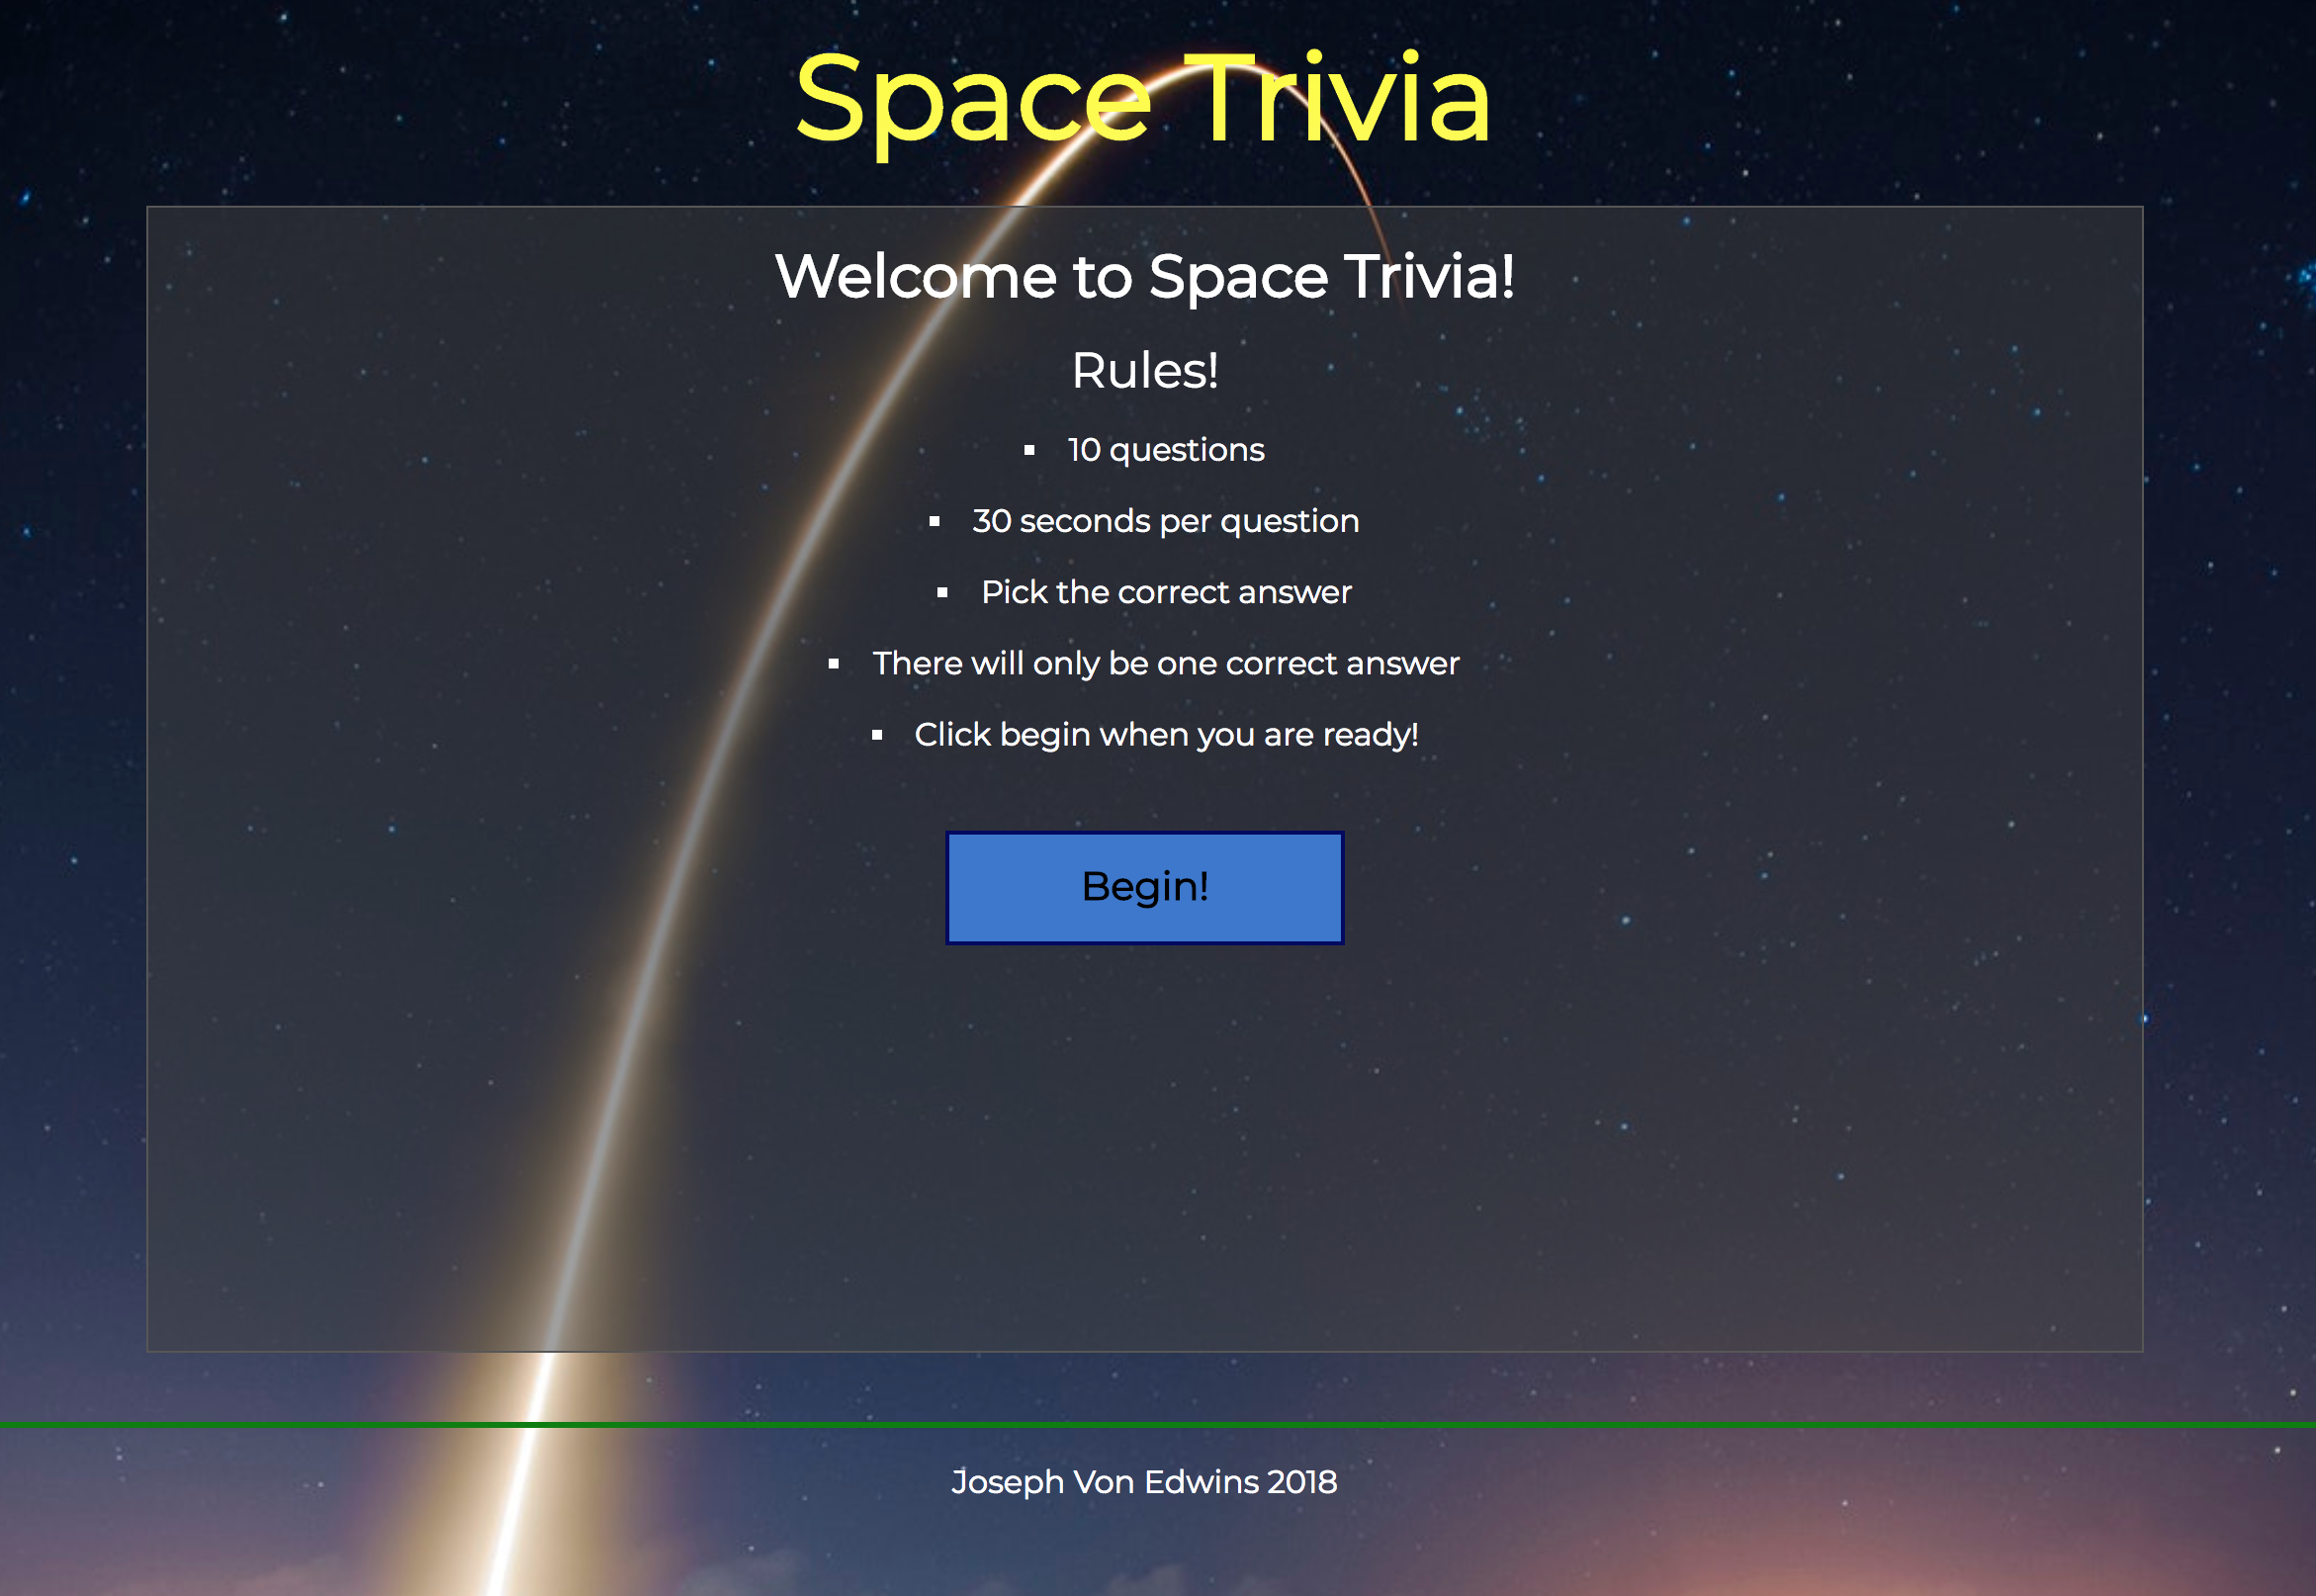 Space Trivia
Welcome to Space Trivia!
Rules!
▪ 10 questions
▪ 30 seconds per question
▪ Pick the correct answer
▪ There will only be one correct answer
▪ Click begin when you are ready!
Begin!
Joseph Von Edwins 2018